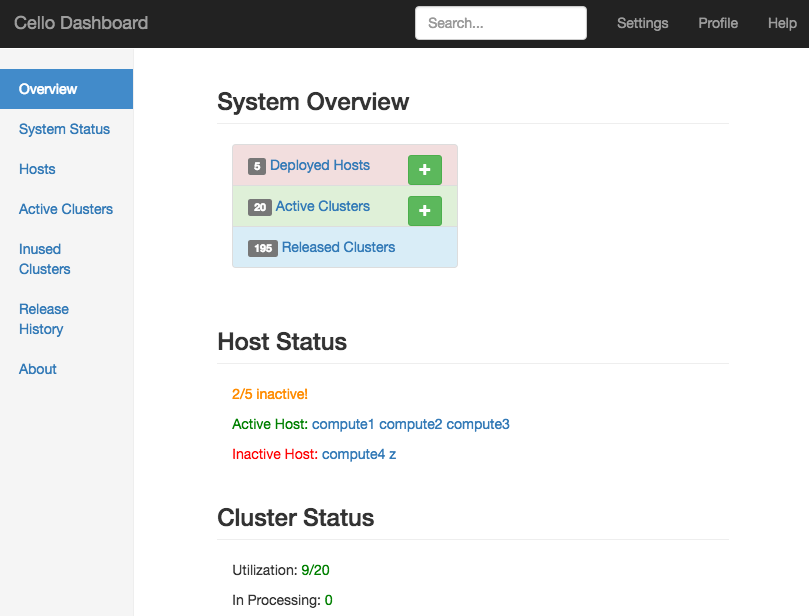 Cello Dashboard
Search...
Settings
Profile
Help
Overview
System Status
Hosts
Active Clusters
Inused
Clusters
Release
History
About
System Overview
5 Deployed Hosts
20 Active Clusters
195 Released Clusters
Host Status
2/5 inactive!
Active Host: compute1 compute2 compute3
Inactive Host: compute4 z
Cluster Status
Utilization: 9/20
In Processing: 0